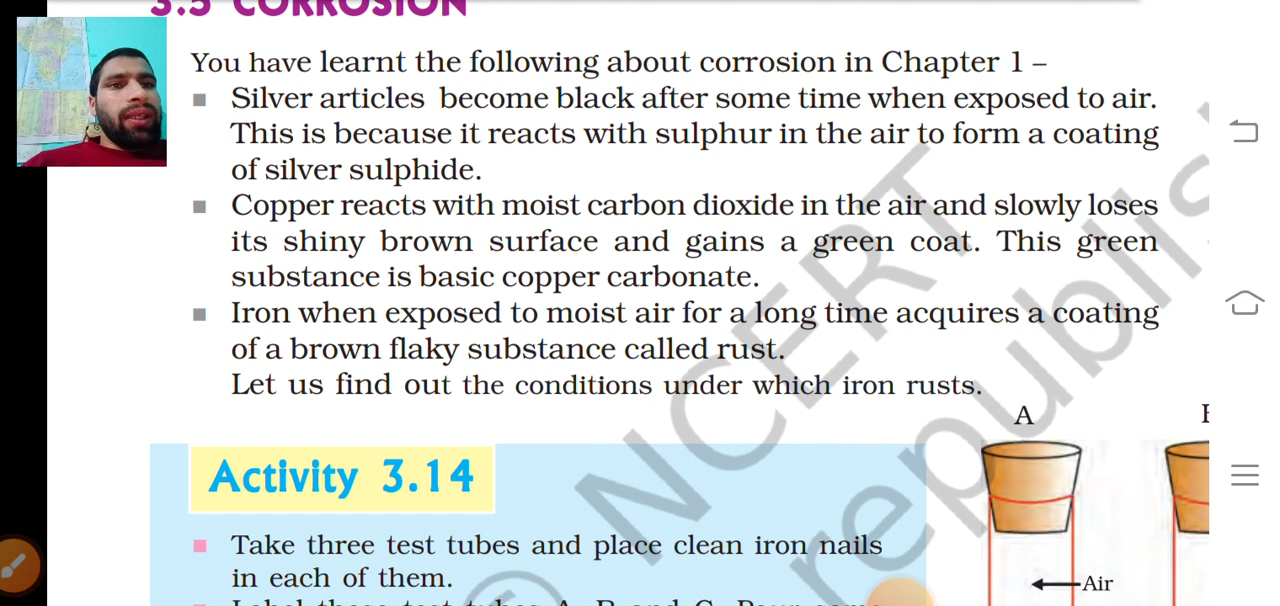 3.5 CORROSION
You have learnt the following about corrosion in Chapter 1 –
Silver articles become black after some time when exposed to air.
This is because it reacts with sulphur in the air to form a coating
of silver sulphide.
Copper reacts with moist carbon dioxide in the air and slowly loses
its shiny brown surface and gains a green coat. This green
substance is basic copper carbonate.
Iron when exposed to moist air for a long time acquires a coating
of a brown flaky substance called rust.
Let us find out the conditions under which iron rusts.
A
Activity 3.14
Take three test tubes and place clean iron nails
in each of them.
Air
© NCERT
republis